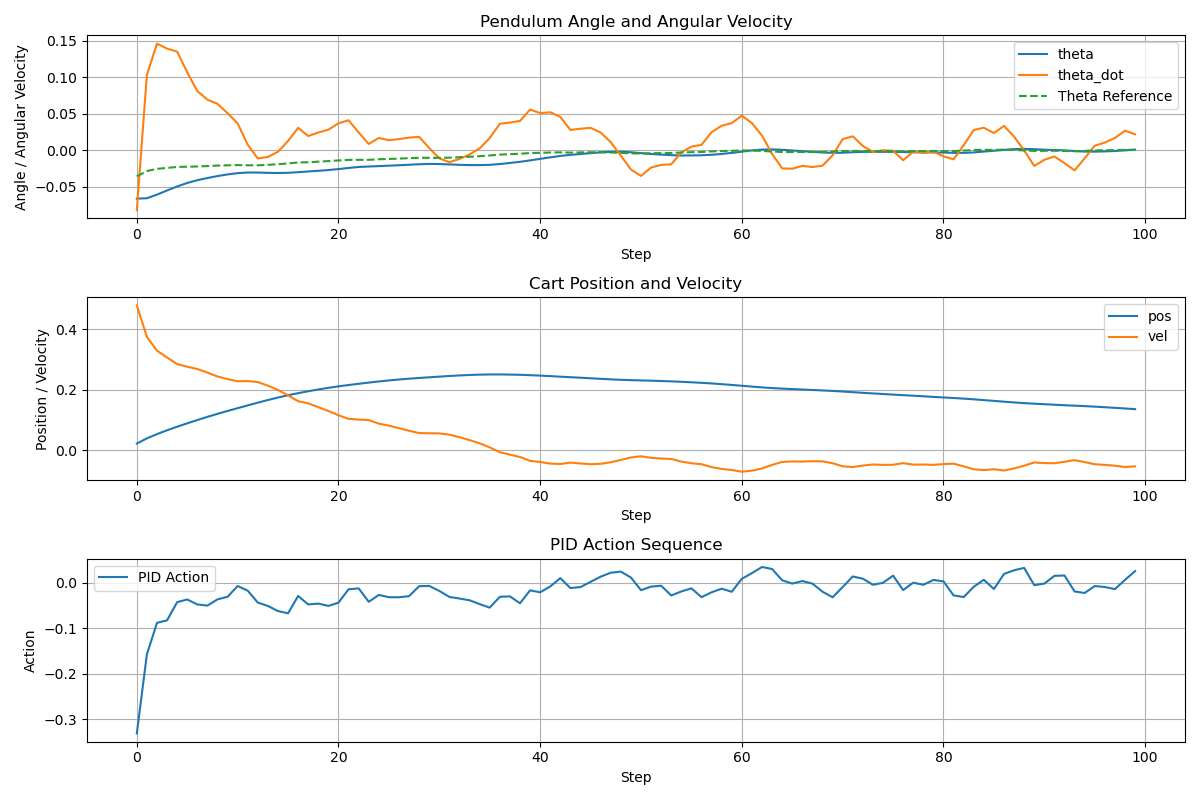 Pendulum Angle and Angular Velocity
Angle / Angular Velocity
0.15
0.10
0.05
0.00
−0.05
theta
theta_dot
Theta Reference
0 20 40 60 80 100
Step
Cart Position and Velocity
Position / Velocity
0.4
0.2
0.0
pos
vel
0 20 40 60 80 100
Step
PID Action Sequence
Action
0.0
−0.1
−0.2
−0.3
PID Action
0 20 40 60 80 100
Step